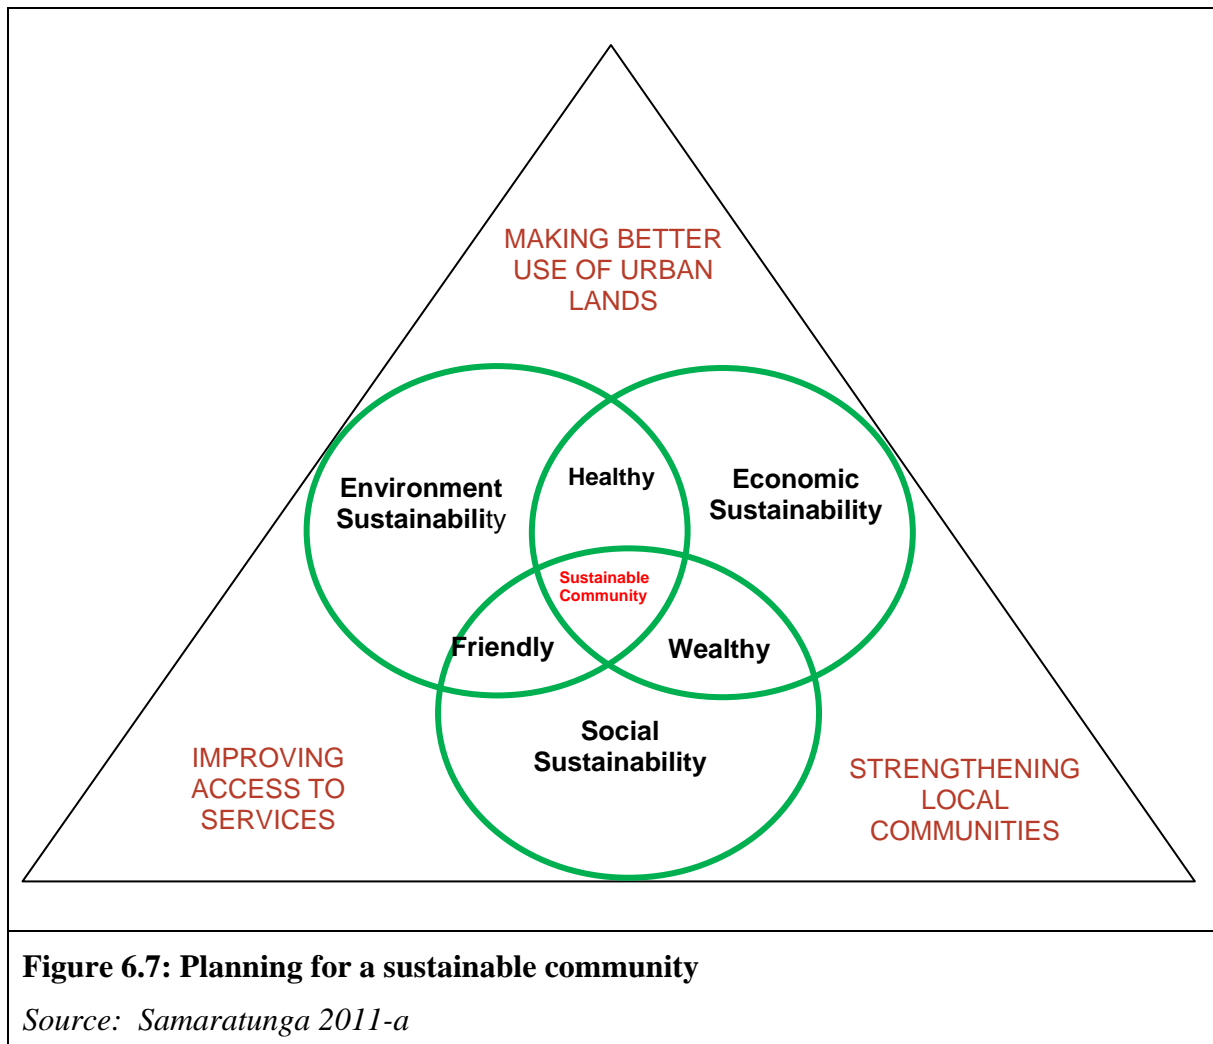 MAKING BETTER
USE OF URBAN
LANDS
Environment
Sustainability
Healthy
Economic
Sustainability
Sustainable
Community
Friendly
Wealthy
Social
Sustainability
IMPROVING
ACCESS TO
SERVICES
STRENGTHENING
LOCAL
COMMUNITIES
Figure 6.7: Planning for a sustainable community
Source: Samaratunga 2011-a